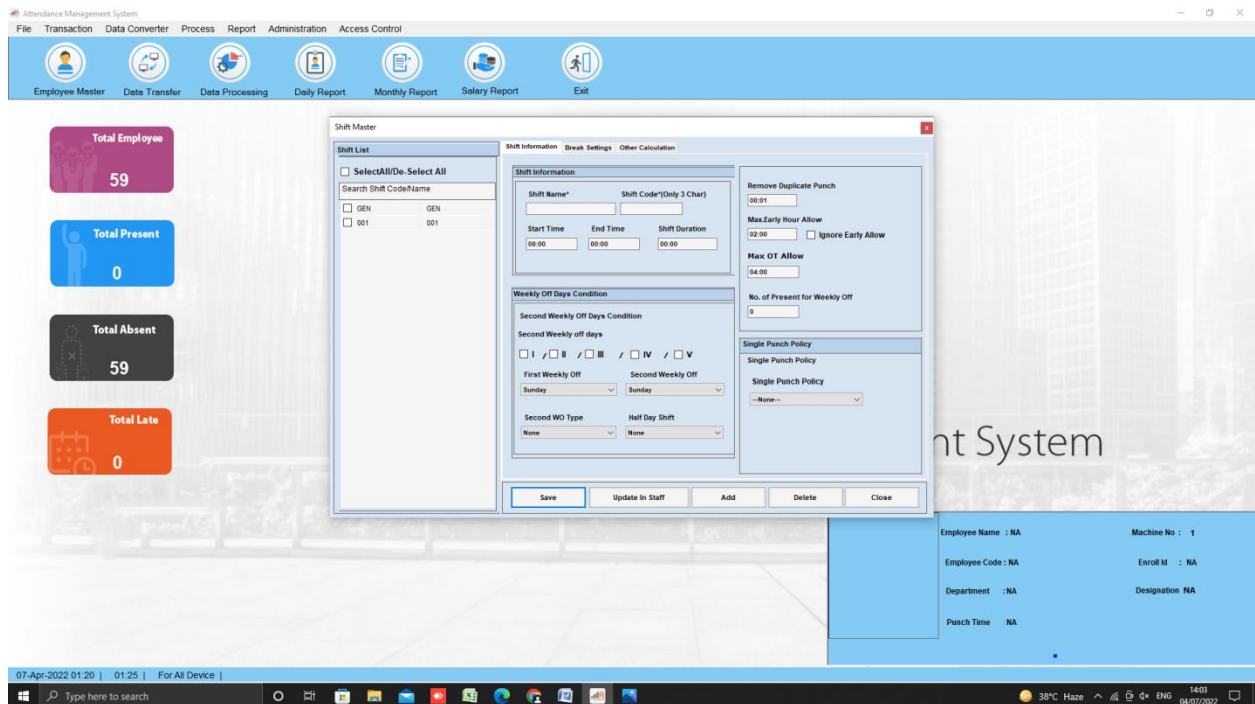 Attendance Management System
File Transaction Data Converter Process Report Administration Access Control
Employee Master Data Transfer Data Processing Daily Report Monthly Report Salary Report Exit
Total Employee
59
Total Present
0
Total Absent
59
Total Late
0
Shift Master
Shift List
SelectAll/De-Select All
Search Shift Code/Name
GEN GEN
001 001
Shift Information Break Settings Other Calculation
Shift Information
Shift Name* Shift Code*(Only 3 Char)
Start Time End Time Shift Duration
00:00 00:00 00:00
Weekly Off Days Condition
Second Weekly Off Days Condition
Second Weekly off days
I / II / III / IV / V
First Weekly Off Second Weekly Off
Sunday Sunday
Second WO Type Half Day Shift
None None
Remove Duplicate Punch
00:01
Max.Early Hour Allow
02:00 Ignore Early Allow
Max OT Allow
04:00
No. of Present for Weekly Off
0
Single Punch Policy
Single Punch Policy
Single Punch Policy
--None--
Save Update In Staff Add Delete Close
nt System
Employee Name : NA Machine No : 1
Employee Code : NA Enroll Id : NA
Department : NA Designation NA
Punch Time NA
07-Apr-2022 01:20 | 01:25 | For All Device |
Type here to search
38°C Haze ENG 14:03
04/07/2022